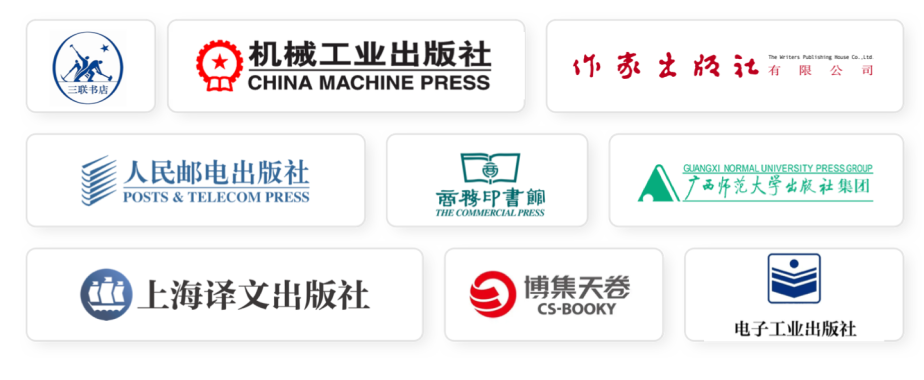 三联书店
机械工业出版社
CHINA MACHINE PRESS
作家出版社
The Writers Publishing House Co.,Ltd
有限公司
人民邮电出版社
POSTS & TELECOM PRESS
商務印書館
THE COMMERCIAL PRESS
GUANGXI NORMAL UNIVERSITY PRESS GROUP
广西师范大学出版社集团
上海译文出版社
博集天卷
CS-BOOKY
电子工业出版社